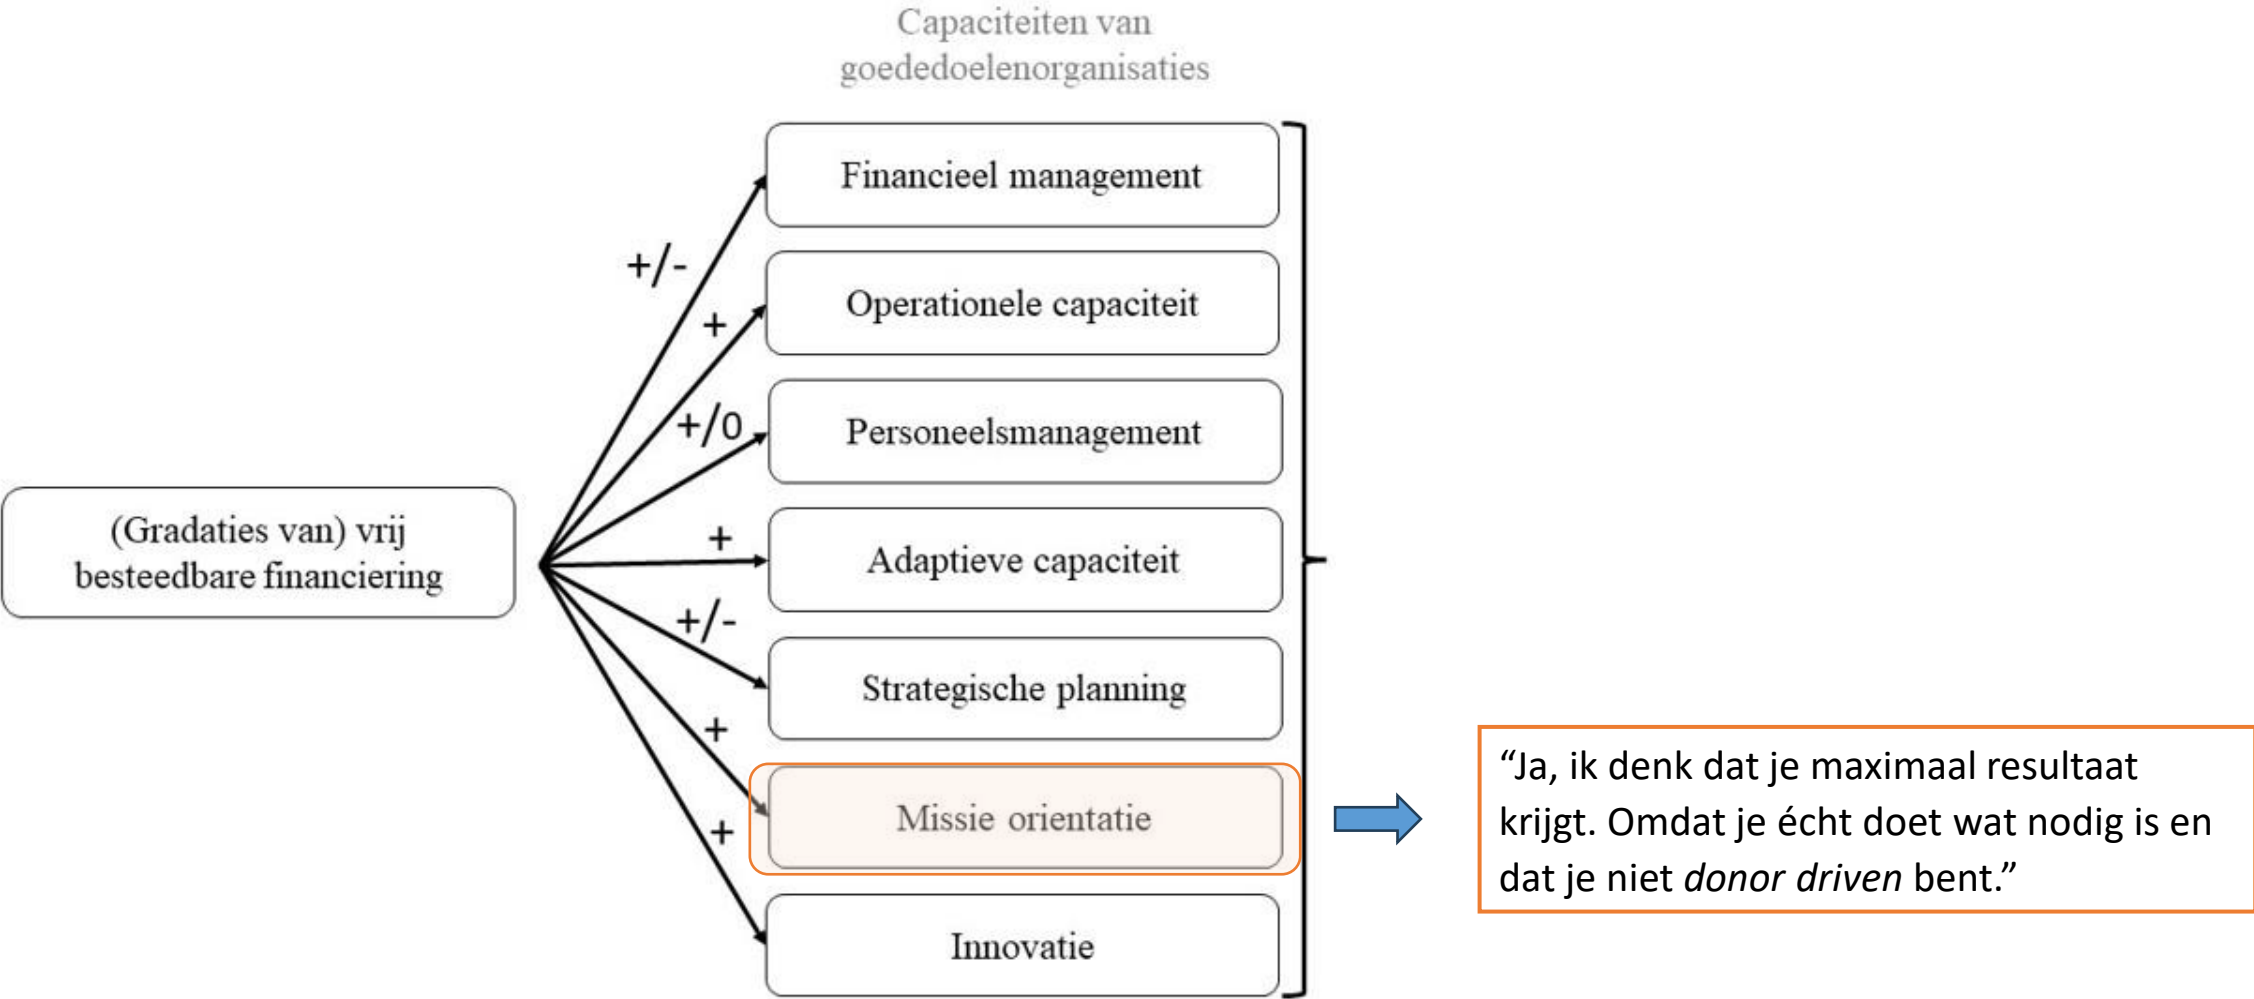 Capaciteiten van
goededoelenorganisaties
Financieel management
+/-
Operationele capaciteit
+
Personeelsmanagement
+/0
(Gradaties van) vrij
besteedbare financiering
Adaptieve capaciteit
+
Strategische planning
+/-
Missie orientatie
+
“Ja, ik denk dat je maximaal resultaat
krijgt. Omdat je écht doet wat nodig is en
dat je niet donor driven bent.”
Innovatie
+